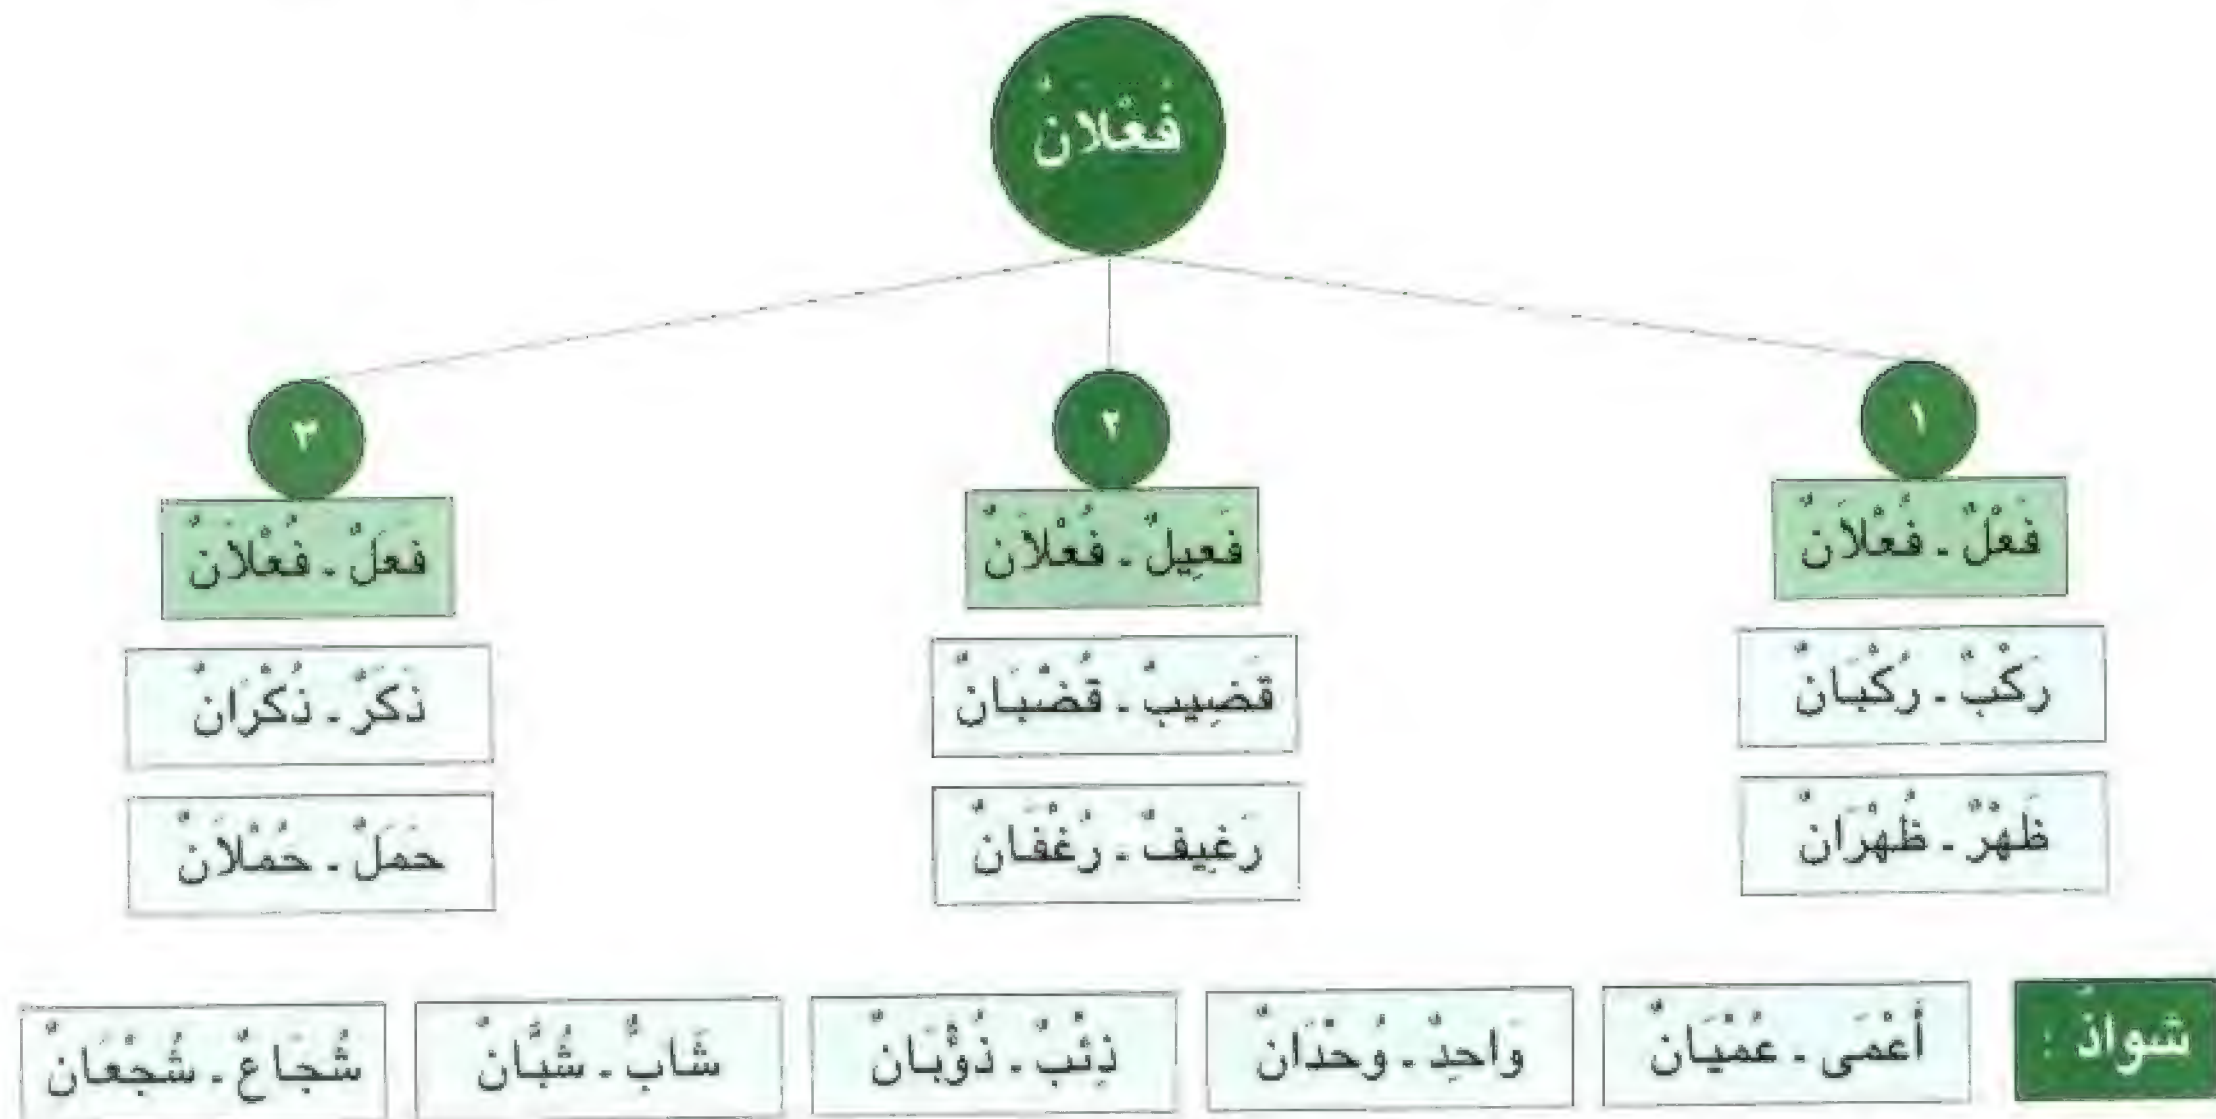 فُعْلَانٌ
١
٢
٣
فَعْلٌ - فُعْلَانٌ
فَعِيلٌ - فُعْلَانٌ
فَعَلٌ - فُعْلَانٌ
رَكْبٌ - رُكْبَانٌ
قَضِيبٌ - قُضْبَانٌ
ذَكَرٌ - ذُكْرَانٌ
ظَهْرٌ - ظُهْرَانٌ
رَغِيفٌ - رُغْفَانٌ
حَمَلٌ - حُمْلَانٌ
شواذّ :
أَعْمَى - عُمْيَانٌ
وَاحِدٌ - وُحْدَانٌ
ذِئْبٌ - ذُؤْبَانٌ
شَابٌّ - شُبَّانٌ
شُجَاعٌ - شُجْعَانٌ